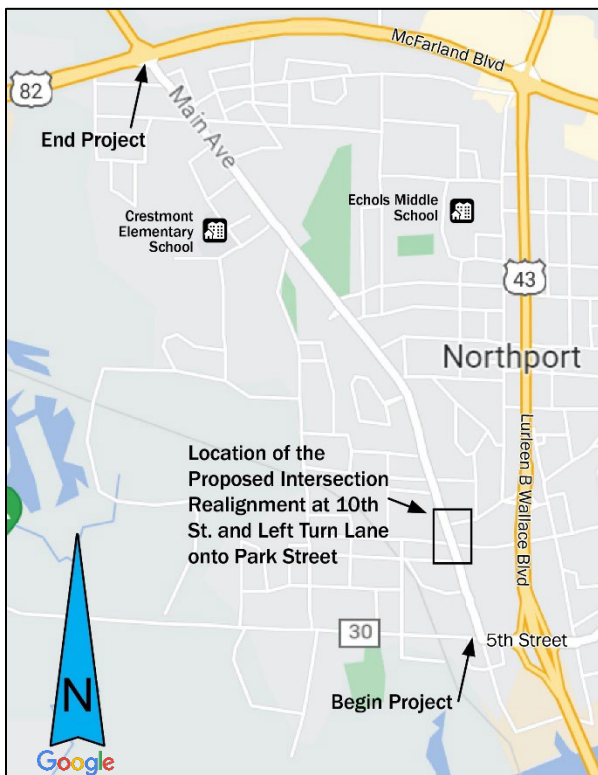 McFarland Blvd
82
End Project
Main Ave
Crestmont
Elementary
School
Echols Middle
School
43
Northport
Lurleen B Wallace Blvd
Location of the
Proposed Intersection
Realignment at 10th
St. and Left Turn Lane
onto Park Street
30
5th Street
Begin Project
N
Google